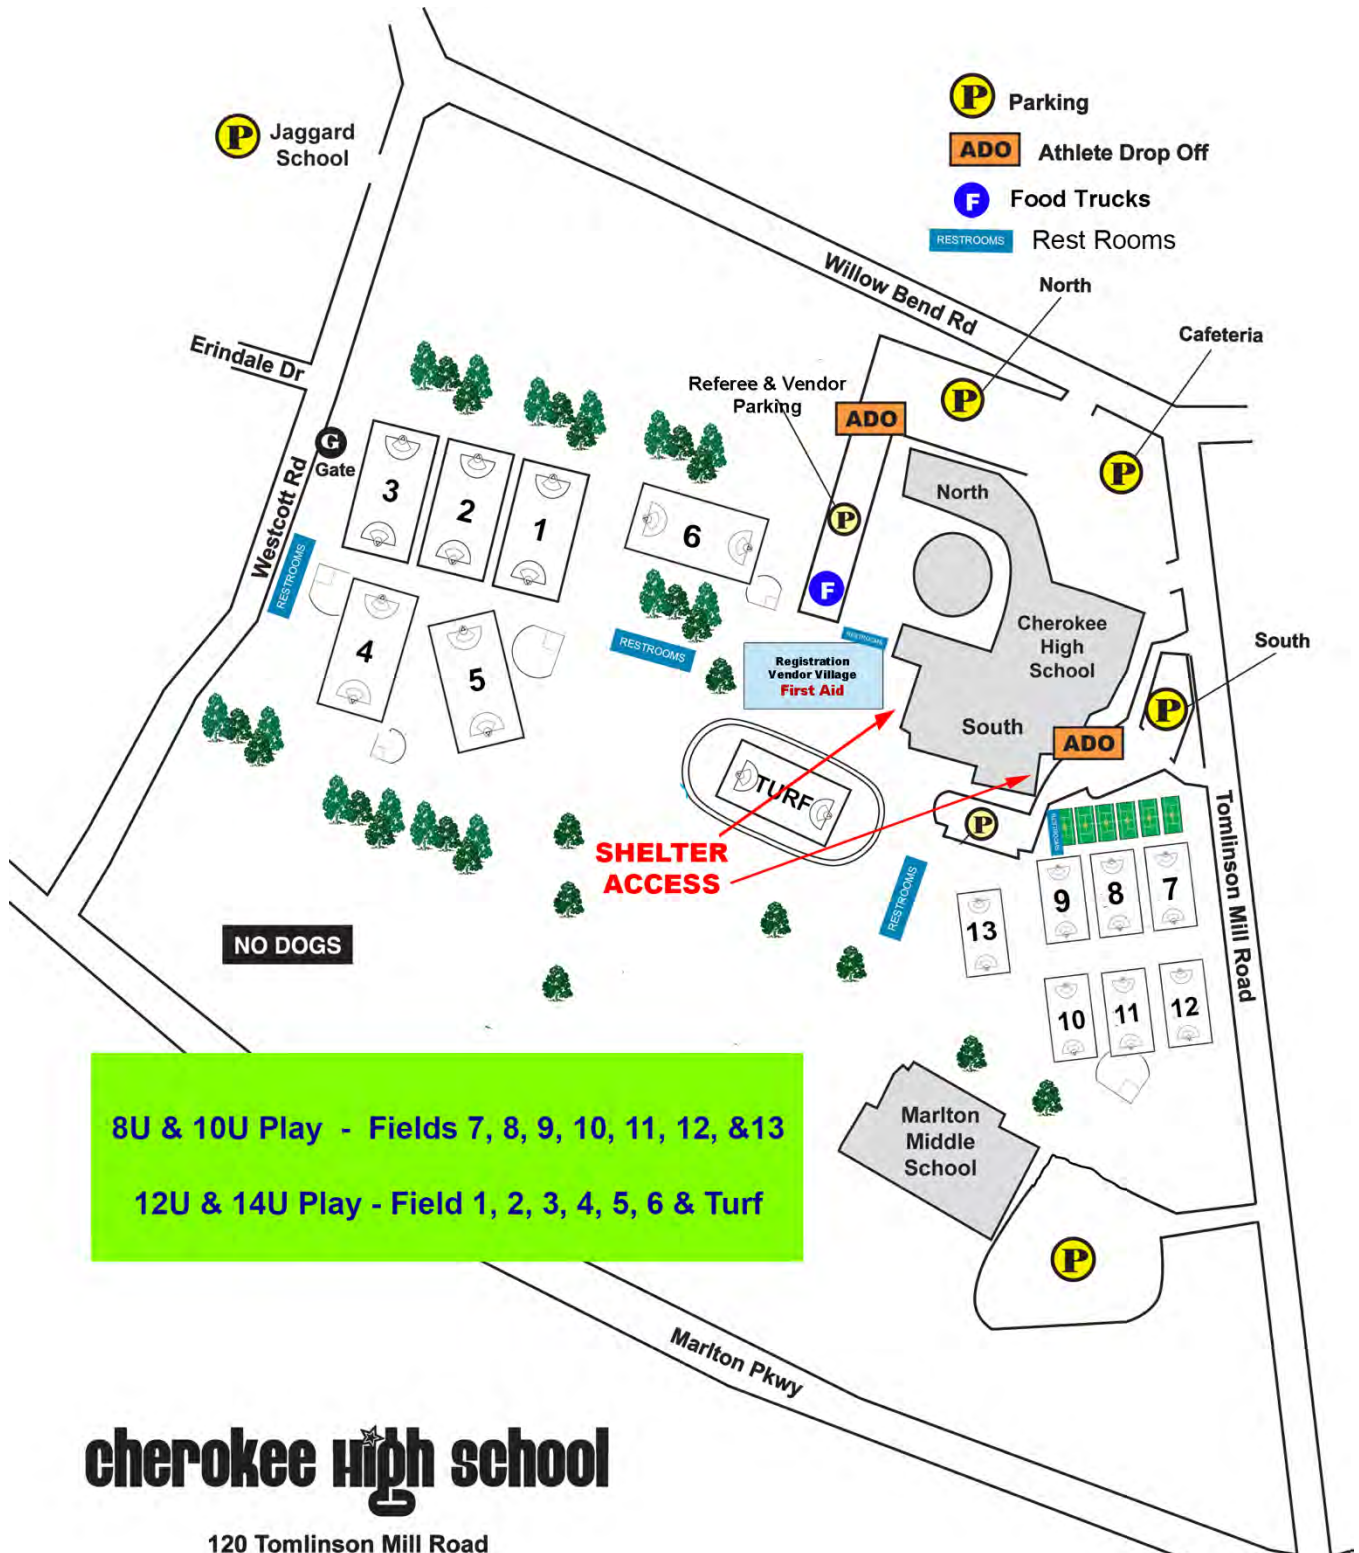 P Parking
ADO Athlete Drop Off
F Food Trucks
RESTROOMS Rest Rooms
P Jaggard
School
Willow Bend Rd
North
Cafeteria
Erindale Dr
Referee & Vendor
Parking
ADO
P
P
G
Gate
Westcott Rd
3
2
1
6
North
P
F
RESTROOMS
RESTROOMS
RESTROOMS
Cherokee
High
School
South
4
5
Registration
Vendor Village
First Aid
P
South
ADO
TURF
P
SHELTER
ACCESS
RESTROOMS
RESTROOMS
Tomlinson Mill Road
9
8
7
13
10
11
12
NO DOGS
8U & 10U Play - Fields 7, 8, 9, 10, 11, 12, &13
12U & 14U Play - Field 1, 2, 3, 4, 5, 6 & Turf
Marlton
Middle
School
P
Marlton Pkwy
cherokee High school
120 Tomlinson Mill Road